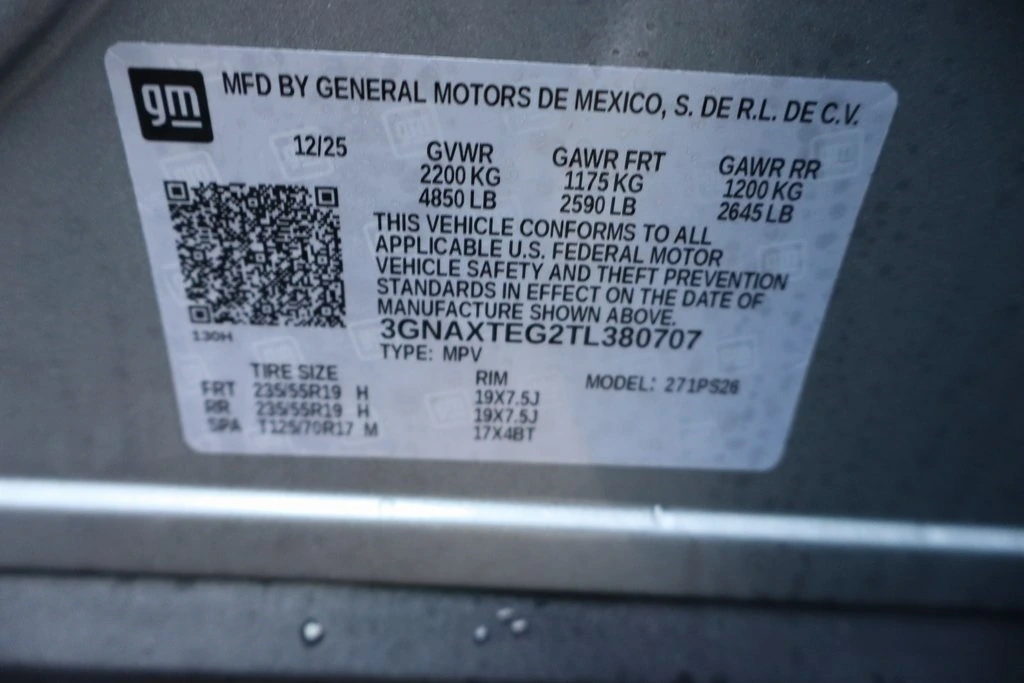 gm
MFD BY GENERAL MOTORS DE MEXICO, S. DE R.L. DE C.V.
12/25
GVWR
2200 KG
4850 LB
GAWR FRT
1175 KG
2590 LB
GAWR RR
1200 KG
2645 LB
THIS VEHICLE CONFORMS TO ALL
APPLICABLE U.S. FEDERAL MOTOR
VEHICLE SAFETY AND THEFT PREVENTION
STANDARDS IN EFFECT ON THE DATE OF
MANUFACTURE SHOWN ABOVE.
130H
3GNAXTEG2TL380707
TYPE: MPV
TIRE SIZE RIM MODEL: 271PS26
FRT 235/55R19 H 19X7.5J
RR 235/55R19 H 19X7.5J
SPA T125/70R17 M 17X4BT